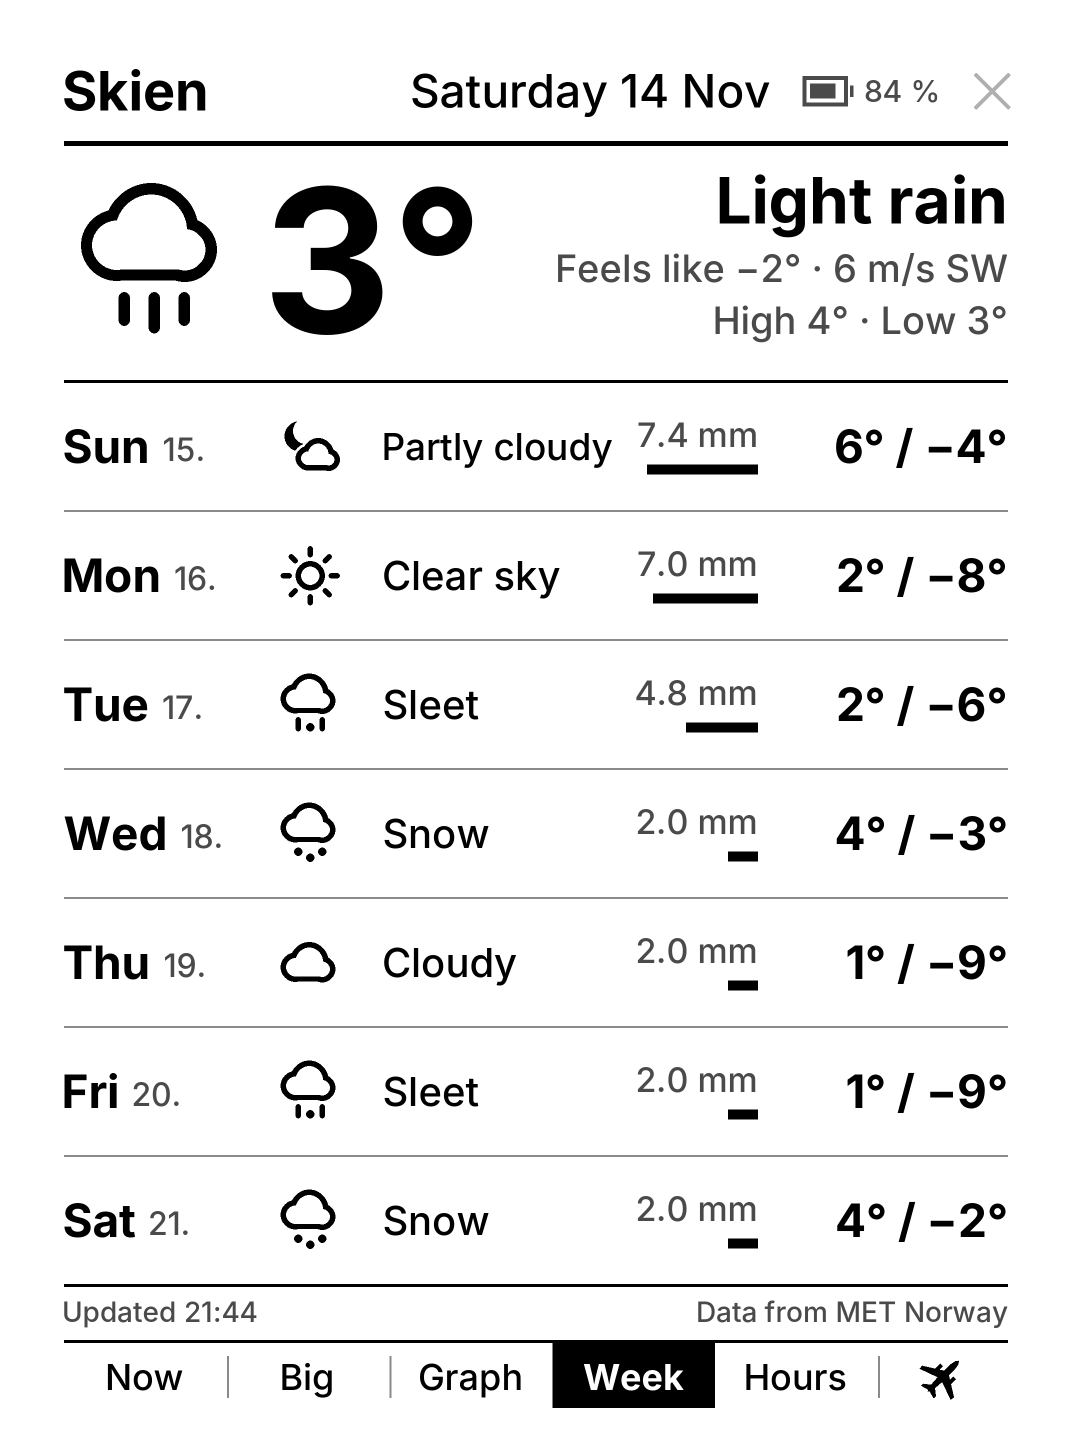 Skien Saturday 14 Nov 84 %
3° Light rain
Feels like −2° · 6 m/s SW
High 4° · Low 3°
Sun 15. Partly cloudy 7.4 mm 6° / −4°
Mon 16. Clear sky 7.0 mm 2° / −8°
Tue 17. Sleet 4.8 mm 2° / −6°
Wed 18. Snow 2.0 mm 4° / −3°
Thu 19. Cloudy 2.0 mm 1° / −9°
Fri 20. Sleet 2.0 mm 1° / −9°
Sat 21. Snow 2.0 mm 4° / −2°
Updated 21:44 Data from MET Norway
Now Big Graph Week Hours